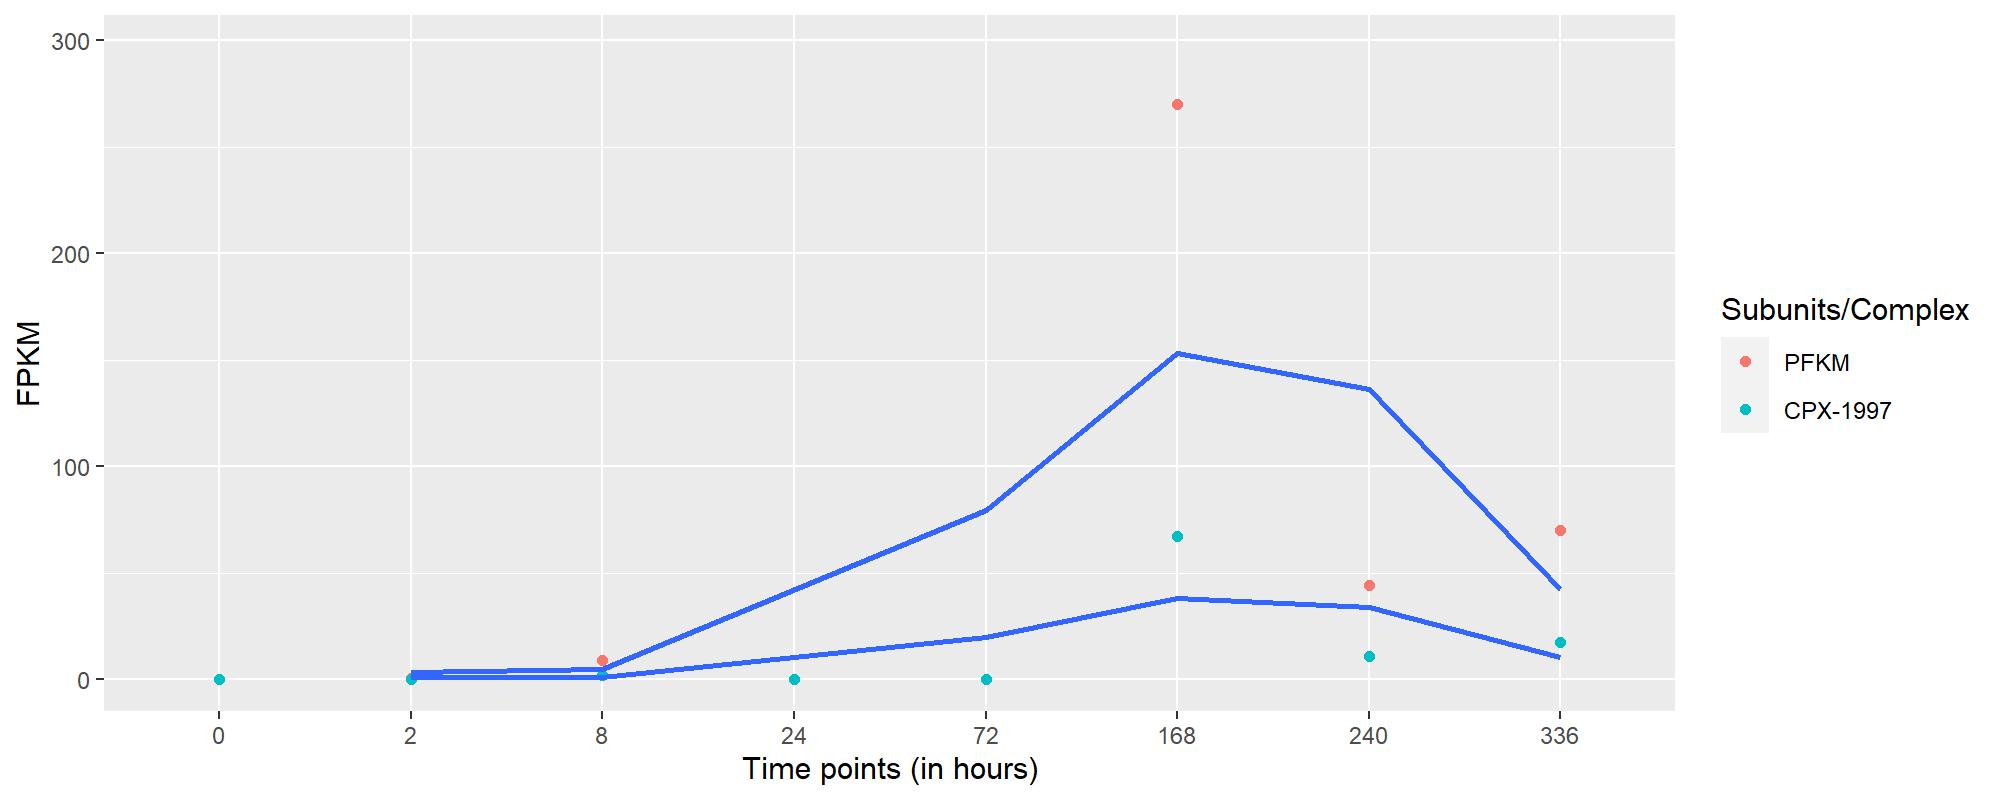 300
200
100
0
FPKM
0 2 8 24 72 168 240 336
Time points (in hours)
Subunits/Complex
PFKM
CPX-1997